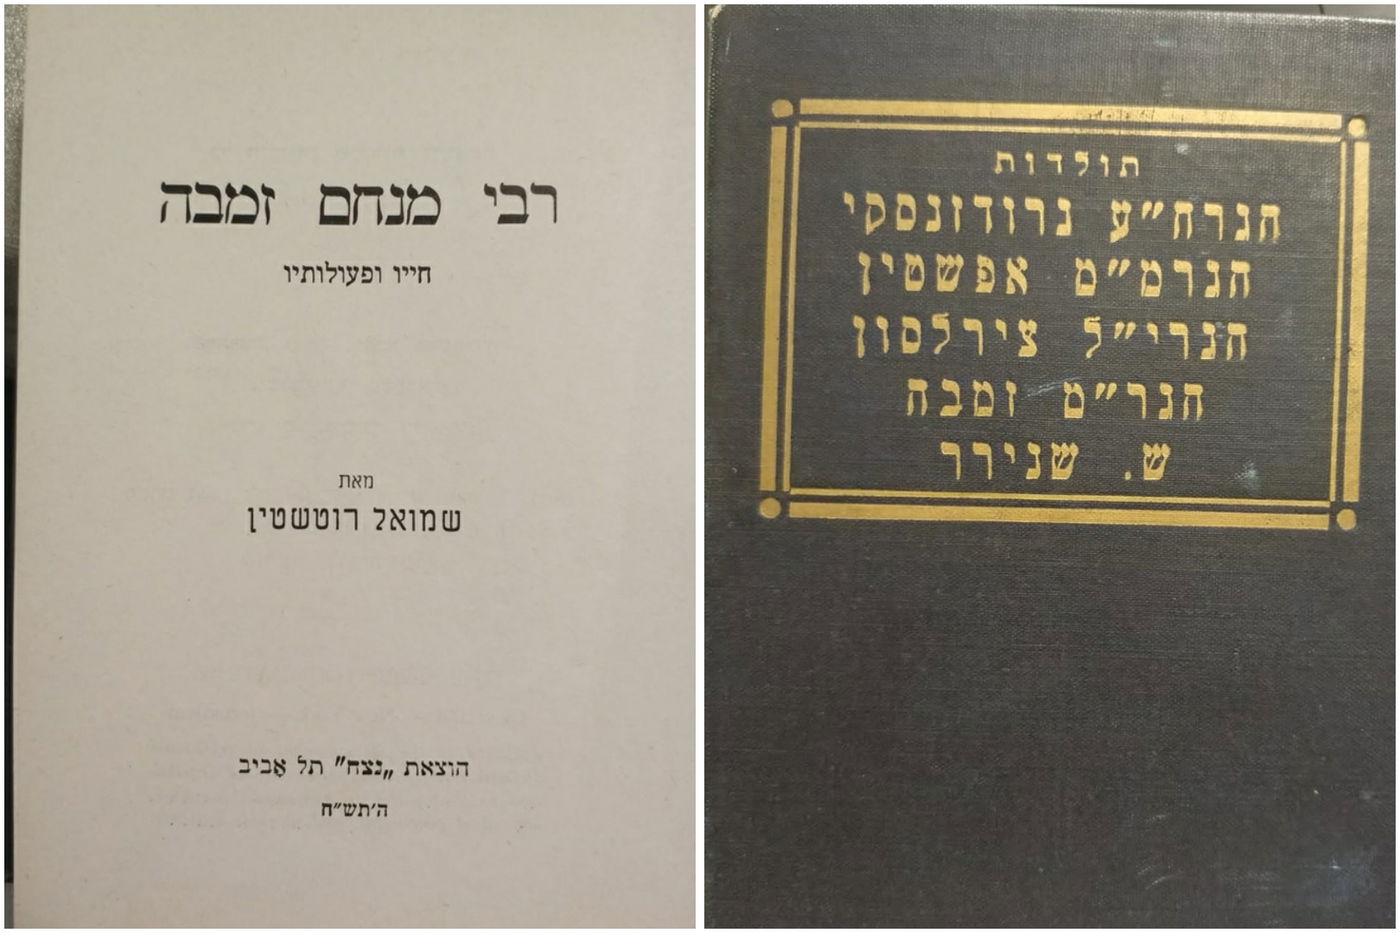 רבי מנחם זמבה
חייו ופעולותיו
מאת
שמואל רוטשטין
הוצאת „נצח” תל אָביב
ה׳תש״ח
תולדות
הגרח״ע גרודזנסקי
הגרמ״מ אפשטין
הגרי״ל צירלסון
הגר״מ זמבה
ש. שנירר